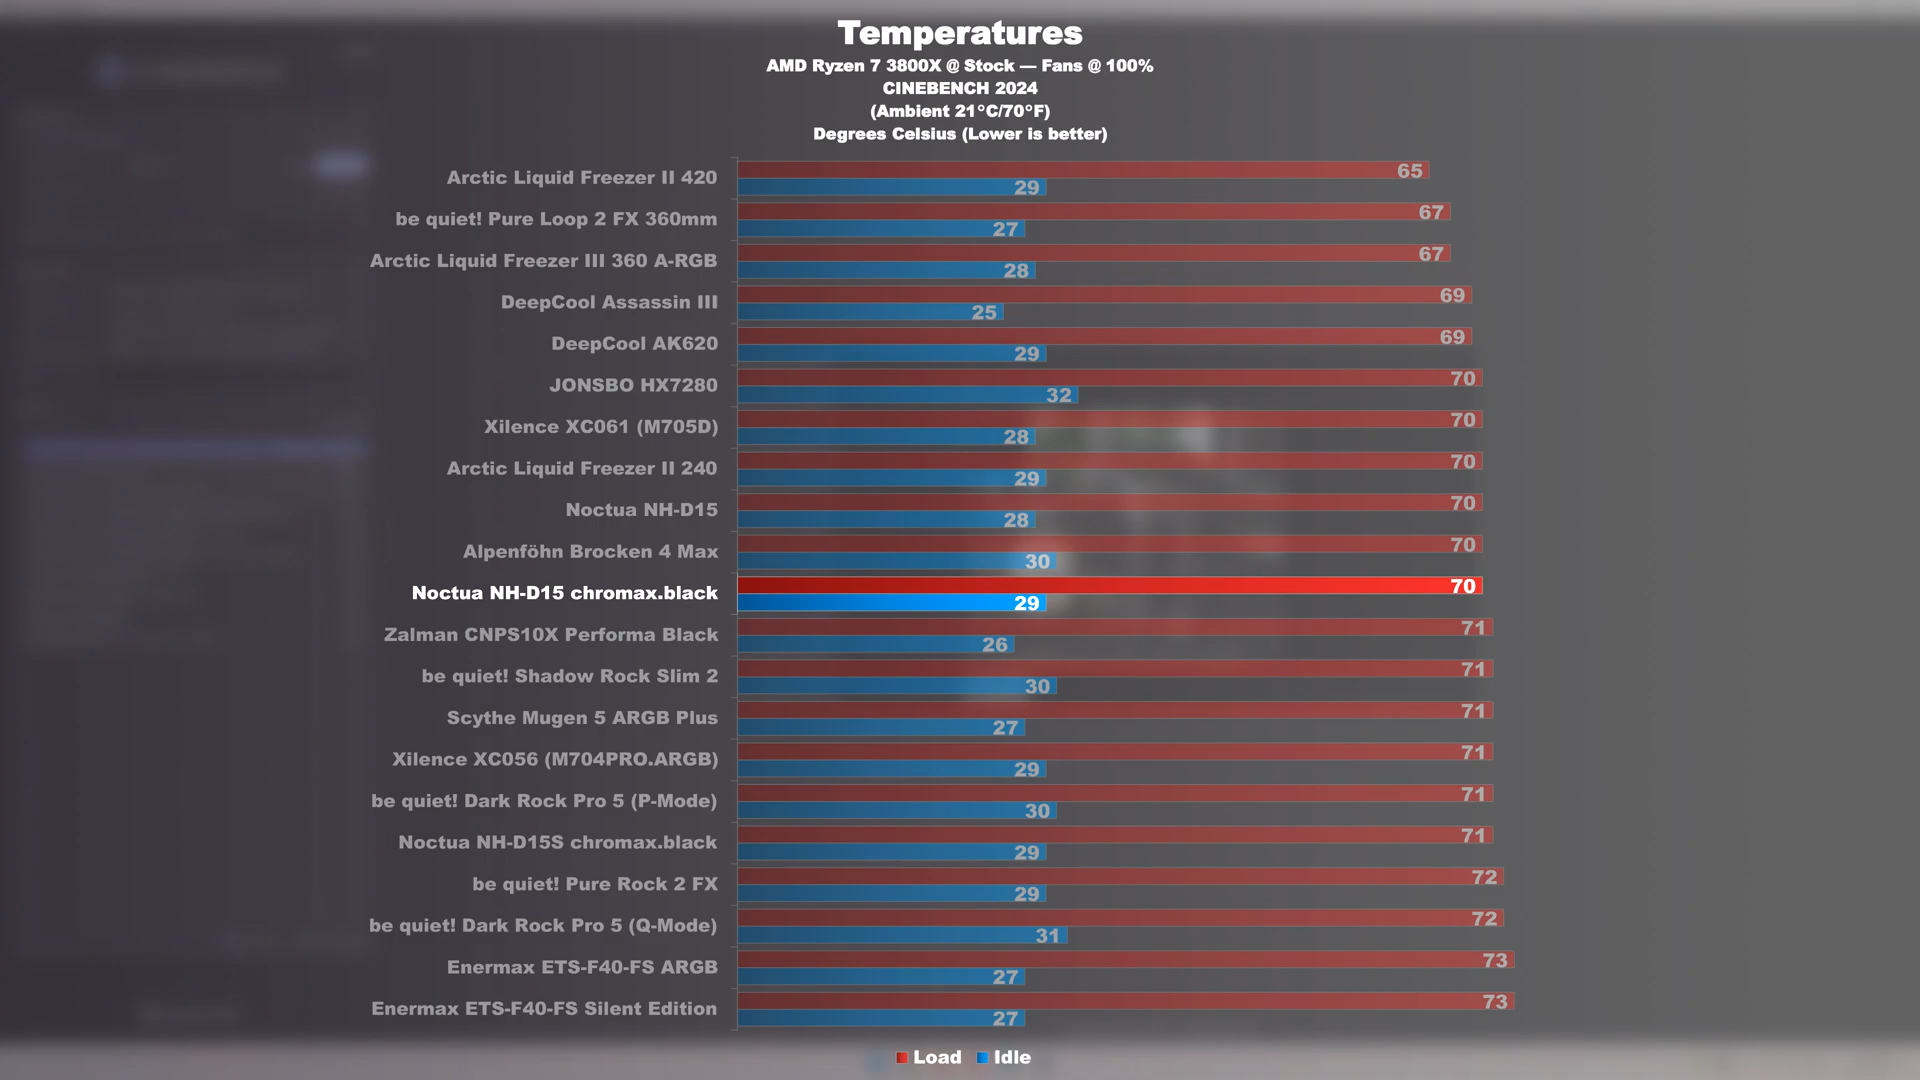 Temperatures
AMD Ryzen 7 3800X @ Stock — Fans @ 100%
CINEBENCH 2024
(Ambient 21°C/70°F)
Degrees Celsius (Lower is better)
Arctic Liquid Freezer II 420 65
29
be quiet! Pure Loop 2 FX 360mm 67
27
Arctic Liquid Freezer III 360 A-RGB 67
28
DeepCool Assassin III 69
25
DeepCool AK620 69
29
JONSBO HX7280 70
32
Xilence XC061 (M705D) 70
28
Arctic Liquid Freezer II 240 70
29
Noctua NH-D15 70
28
Alpenföhn Brocken 4 Max 70
30
Noctua NH-D15 chromax.black 70
29
Zalman CNPS10X Performa Black 71
26
be quiet! Shadow Rock Slim 2 71
30
Scythe Mugen 5 ARGB Plus 71
27
Xilence XC056 (M704PRO.ARGB) 71
29
be quiet! Dark Rock Pro 5 (P-Mode) 71
30
Noctua NH-D15S chromax.black 71
29
be quiet! Pure Rock 2 FX 72
29
be quiet! Dark Rock Pro 5 (Q-Mode) 72
31
Enermax ETS-F40-FS ARGB 73
27
Enermax ETS-F40-FS Silent Edition 73
27
Load Idle